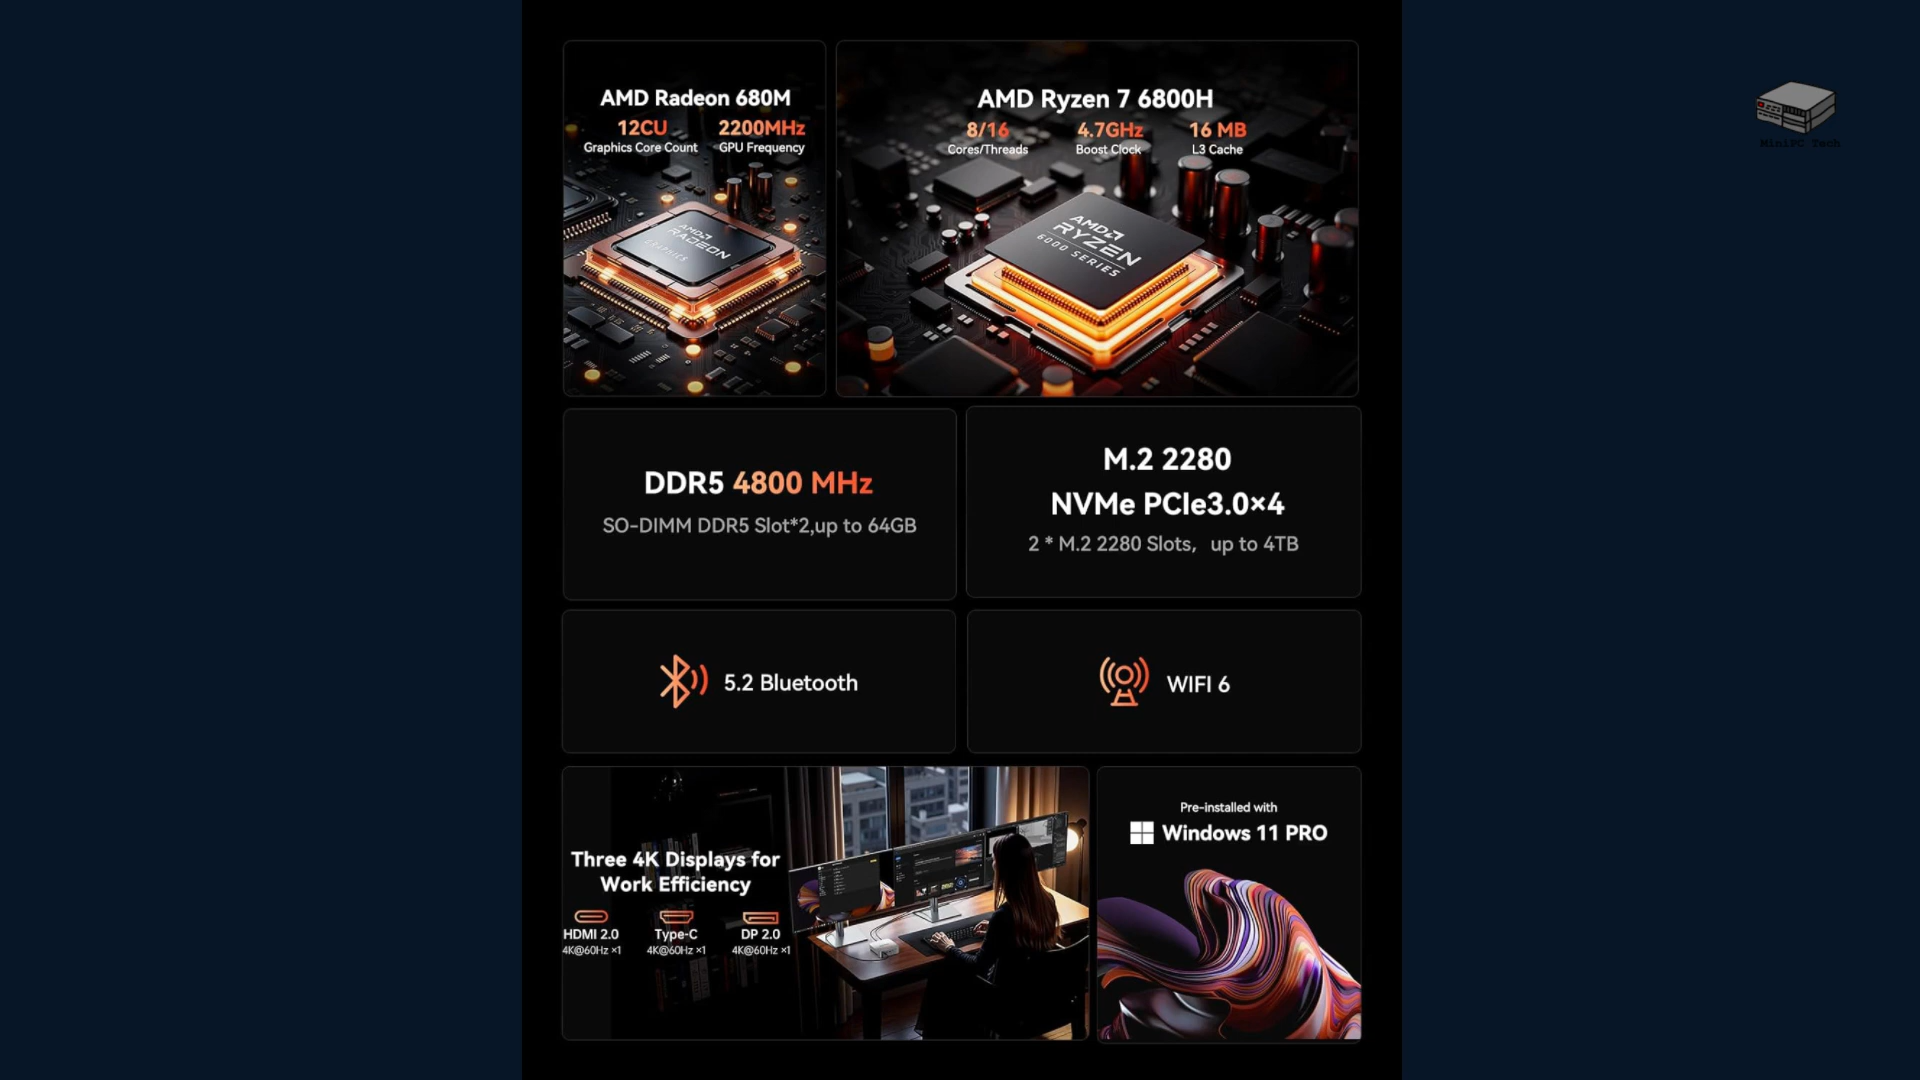 AMD Radeon 680M
12CU
2200MHz
Graphics Core Count
GPU Frequency
AMD
RADEON
GRAPHICS
AMD Ryzen 7 6800H
8/16
4.7GHz
16 MB
Cores/Threads
Boost Clock
L3 Cache
AMD
RYZEN
6000 SERIES
MiniPC Tech
DDR5 4800 MHz
SO-DIMM DDR5 Slot*2,up to 64GB
M.2 2280
NVMe PCIe3.0×4
2 * M.2 2280 Slots, up to 4TB
5.2 Bluetooth
WIFI 6
Three 4K Displays for
Work Efficiency
HDMI 2.0
Type-C
DP 2.0
4K@60Hz ×1
4K@60Hz ×1
4K@60Hz ×1
Pre-installed with
Windows 11 PRO